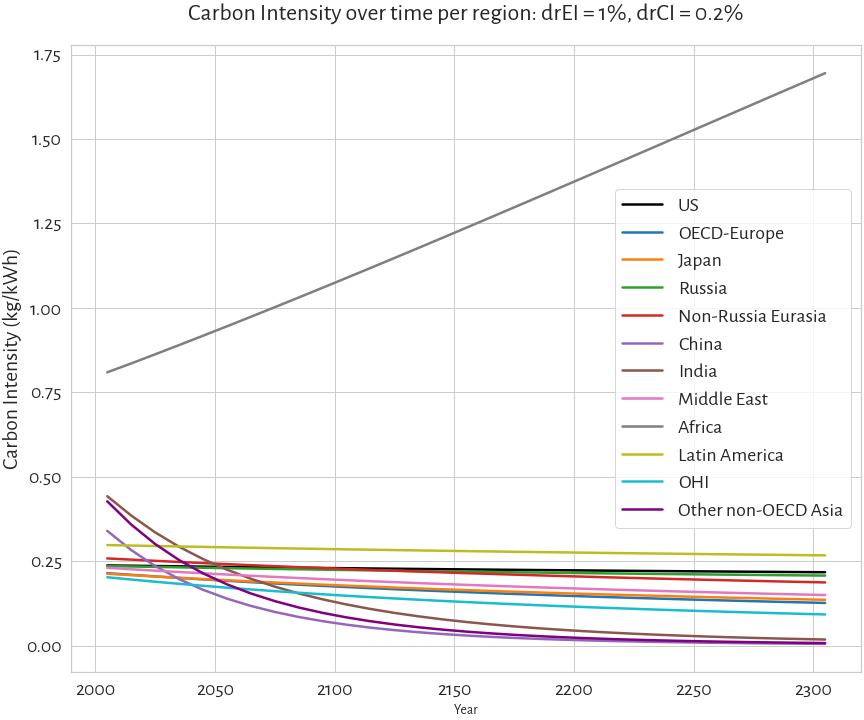 Carbon Intensity over time per region: drEI = 1%, drCI = 0.2%
Carbon Intensity (kg/kWh)
1.75
1.50
1.25
1.00
0.75
0.50
0.25
0.00
US
OECD-Europe
Japan
Russia
Non-Russia Eurasia
China
India
Middle East
Africa
Latin America
OHI
Other non-OECD Asia
2000 2050 2100 2150 2200 2250 2300
Year